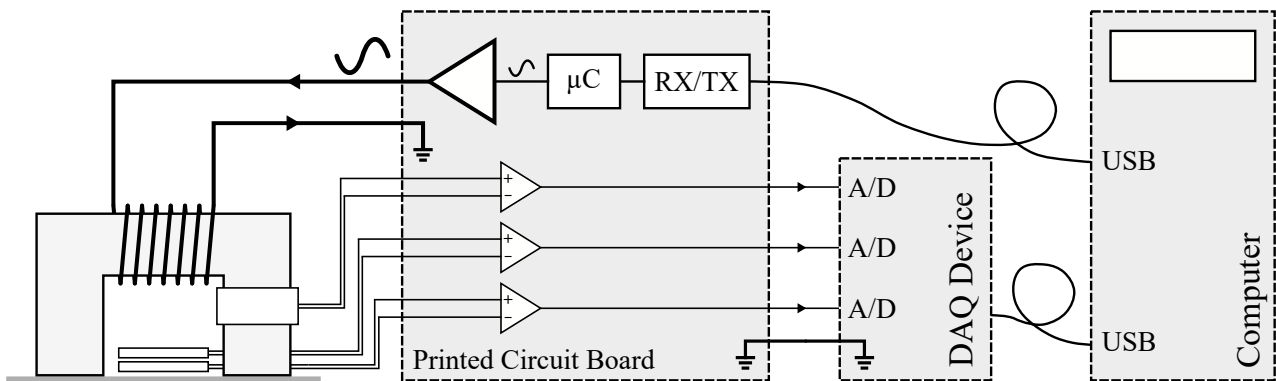 µC
RX/TX
USB
+
−
A/D
+
−
A/D
+
−
A/D
DAQ Device
Computer
USB
Printed Circuit Board